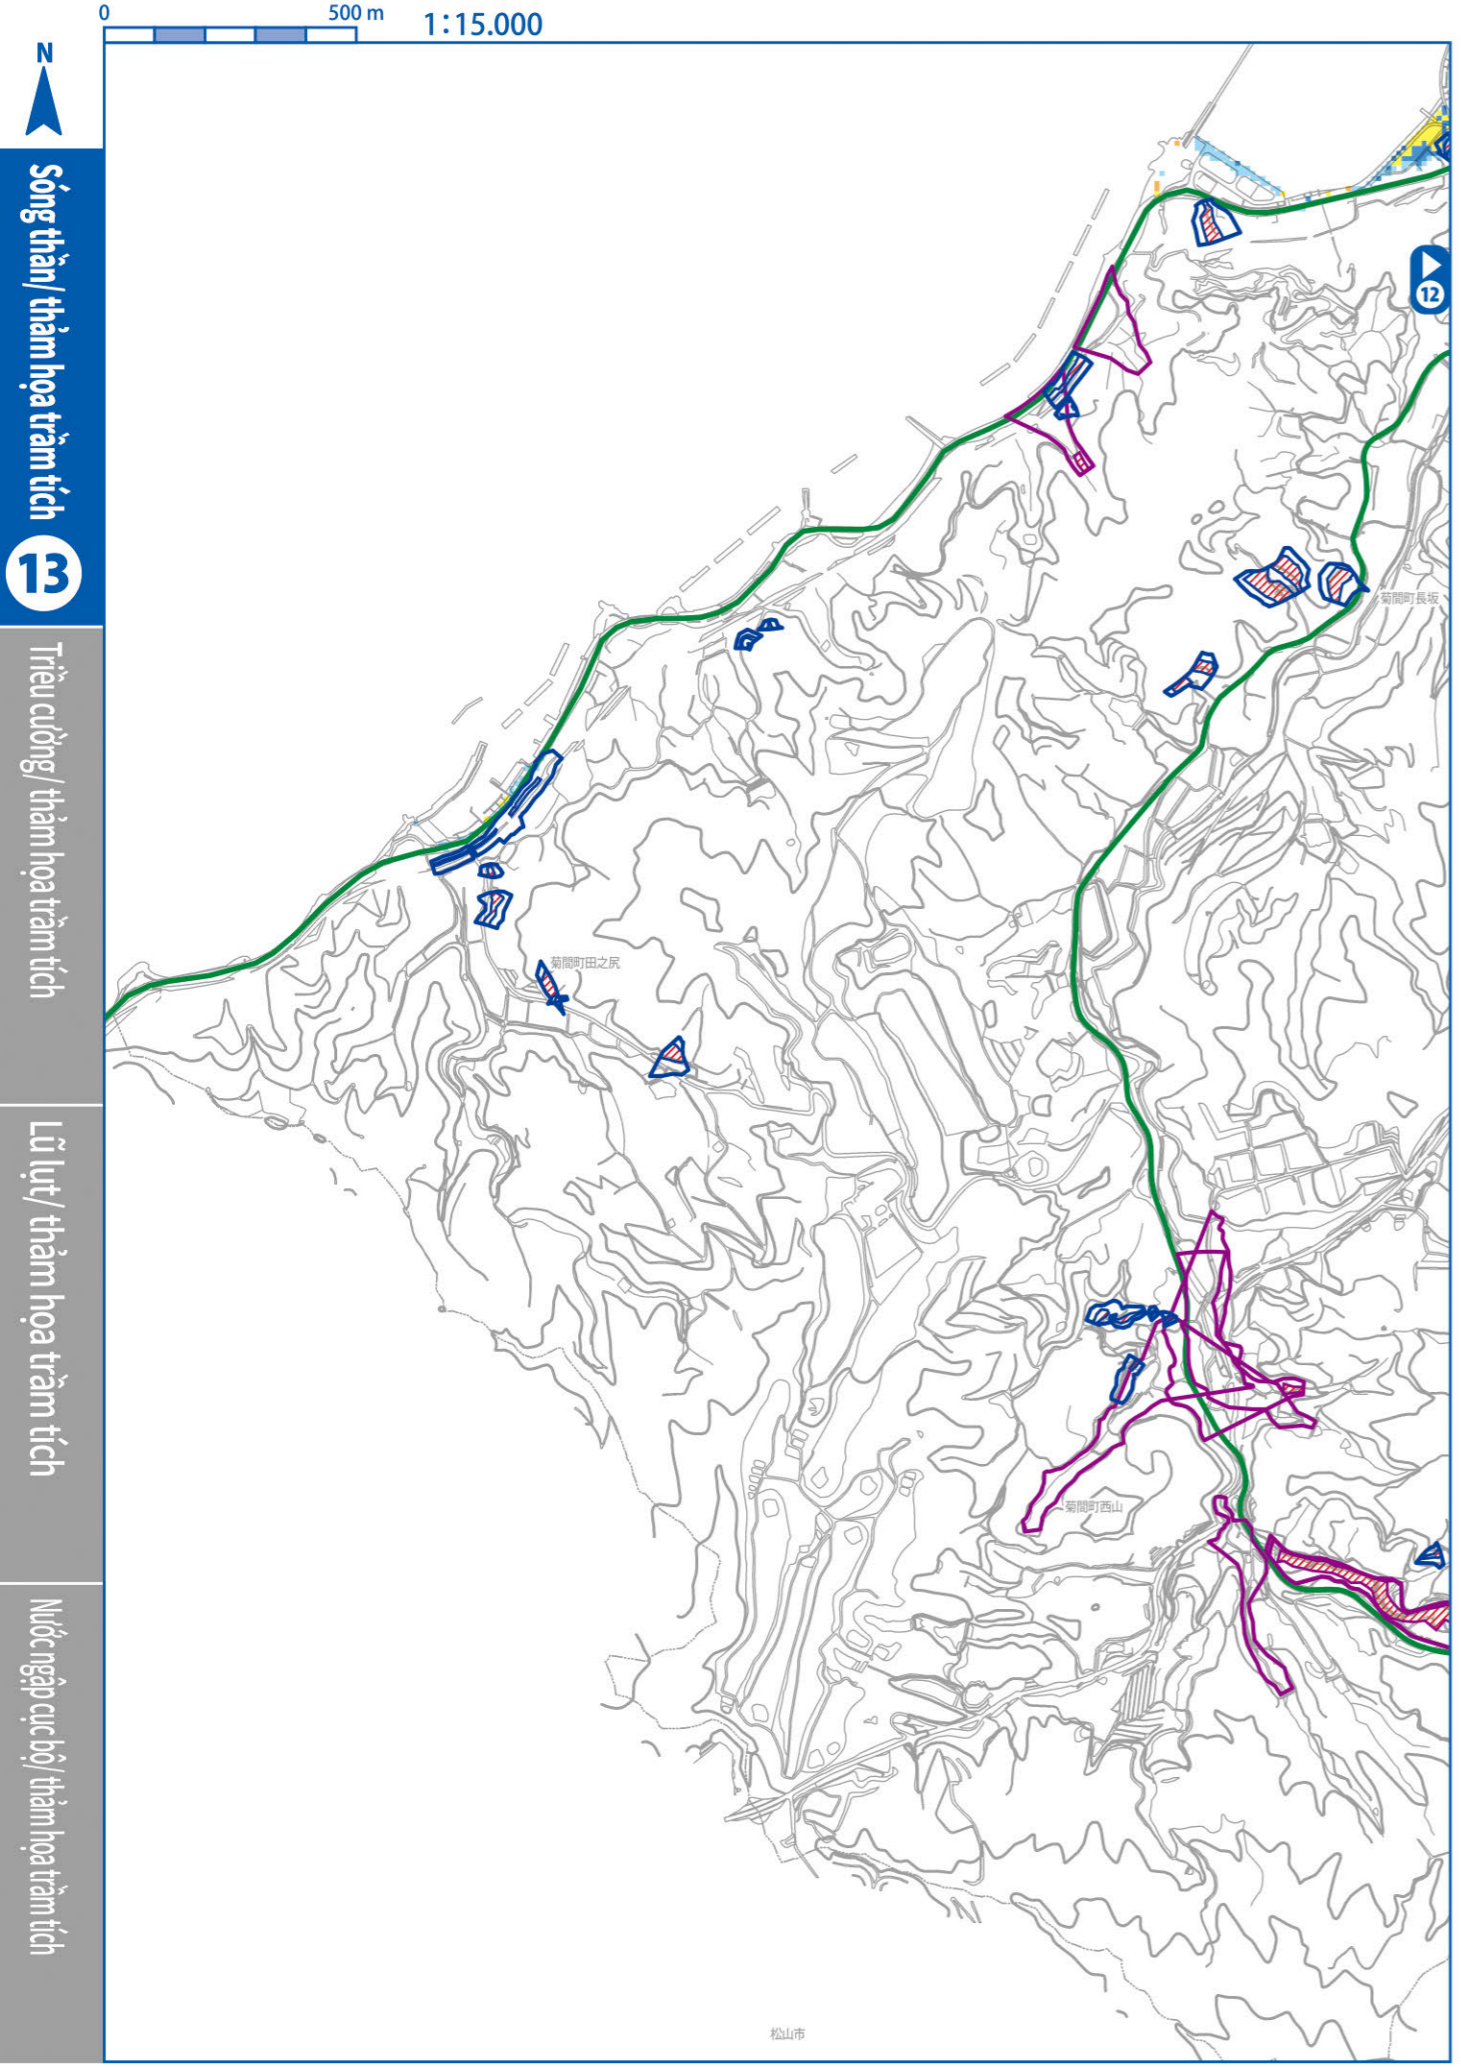 0 500 m 1:15.000
N
Sóng thần/ thảm họa trầm tích 13
Triều cường/ thảm họa trầm tích
Lũ lụt/ thảm họa trầm tích
Nước ngập cục bộ/ thảm họa trầm tích
12
菊間町長坂
菊間町田之尻
菊間町西山
松山市